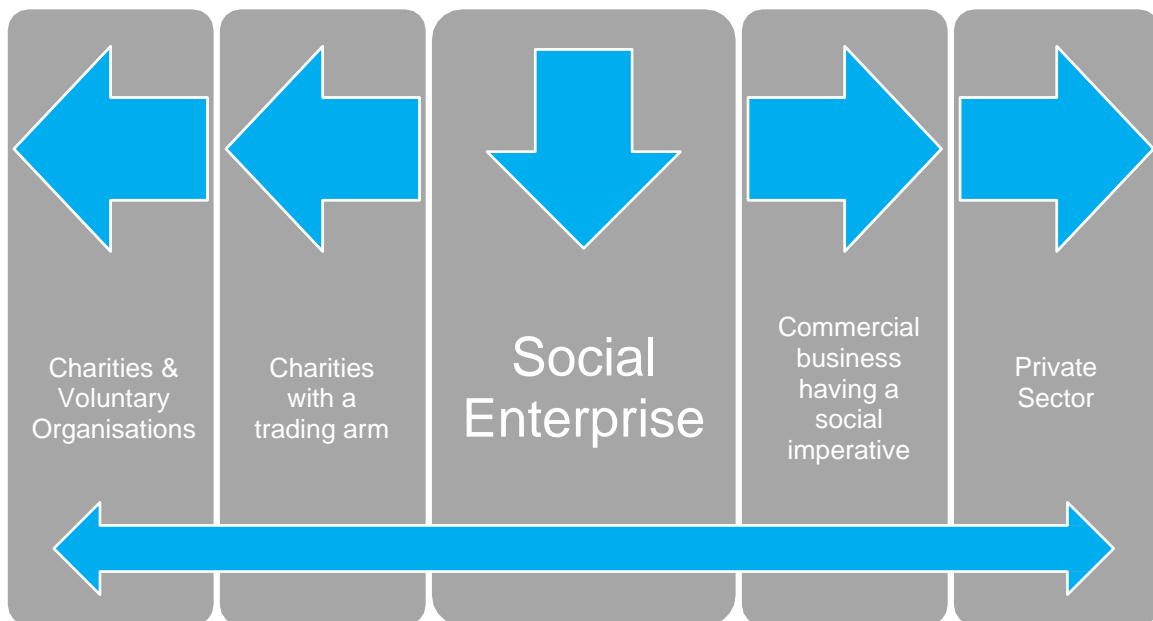 Charities &
Voluntary
Organisations
Charities
with a
trading arm
Social
Enterprise
Commercial
business
having a
social
imperative
Private
Sector